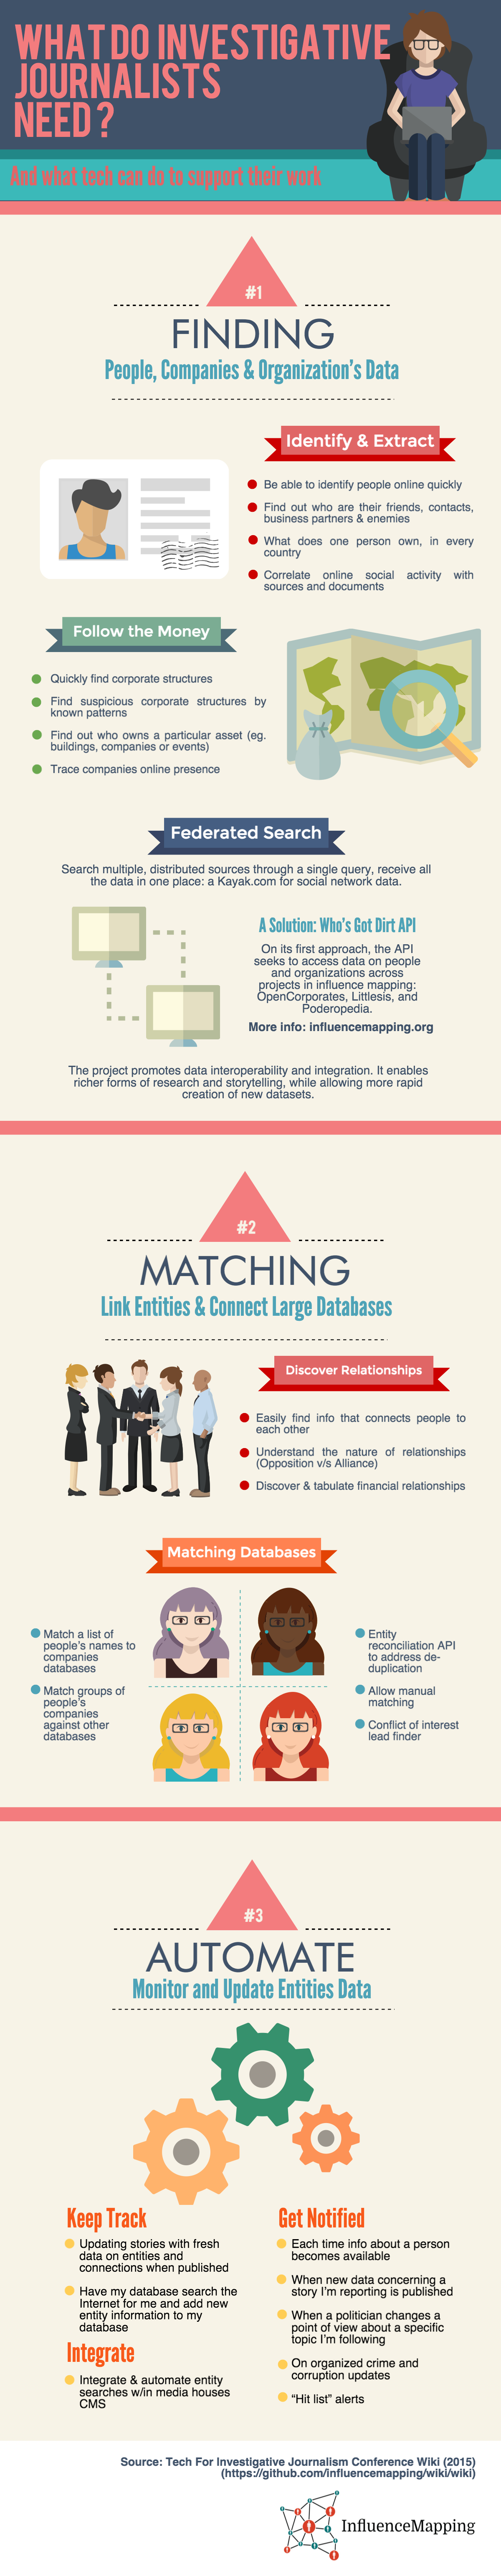 WHAT DO INVESTIGATIVE
JOURNALISTS
NEED?
And what tech can do to support their work
#1
FINDING
People, Companies & Organization's Data
Identify & Extract
Be able to identify people online quickly
Find out who are their friends, contacts,
business partners & enemies
What does one person own, in every
country
Correlate online social activity with
sources and documents
Follow the Money
Quickly find corporate structures
Find suspicious corporate structures by
known patterns
Find out who owns a particular asset (eg.
buildings, companies or events)
Trace companies online presence
Federated Search
Search multiple, distributed sources through a single query, receive all
the data in one place: a Kayak.com for social network data.
A Solution: Who's Got Dirt API
On its first approach, the API
seeks to access data on people
and organizations across
projects in influence mapping:
OpenCorporates, Littlesis, and
Poderopedia.
More info: influencemapping.org
The project promotes data interoperability and integration. It enables
richer forms of research and storytelling, while allowing more rapid
creation of new datasets.
#2
MATCHING
Link Entities & Connect Large Databases
Discover Relationships
Easily find info that connects people to
each other
Understand the nature of relationships
(Opposition v/s Alliance)
Discover & tabulate financial relationships
Matching Databases
Match a list of
people's names to
companies
databases
Match groups of
people's
companies
against other
databases
Entity
reconciliation API
to address de-
duplication
Allow manual
matching
Conflict of interest
lead finder
#3
AUTOMATE
Monitor and Update Entities Data
Keep Track
Updating stories with fresh
data on entities and
connections when published
Have my database search the
Internet for me and add new
entity information to my
database
Integrate
Integrate & automate entity
searches w/in media houses
CMS
Get Notified
Each time info about a person
becomes available
When new data concerning a
story I'm reporting is published
When a politician changes a
point of view about a specific
topic I'm following
On organized crime and
corruption updates
"Hit list" alerts
Source: Tech For Investigative Journalism Conference Wiki (2015)
(https://github.com/influencemapping/wiki/wiki)
InfluenceMapping